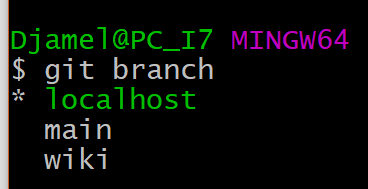 Djamel@PC_I7 MINGW64
$ git branch
* localhost
main
wiki